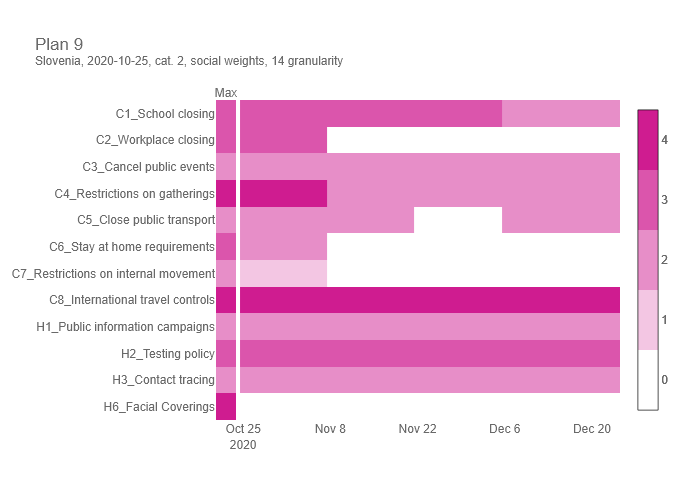 Plan 9
Slovenia, 2020-10-25, cat. 2, social weights, 14 granularity
Max
C1_School closing
C2_Workplace closing
C3_Cancel public events
C4_Restrictions on gatherings
C5_Close public transport
C6_Stay at home requirements
C7_Restrictions on internal movement
C8_International travel controls
H1_Public information campaigns
H2_Testing policy
H3_Contact tracing
H6_Facial Coverings
4
3
2
1
0
Oct 25 Nov 8 Nov 22 Dec 6 Dec 20
2020